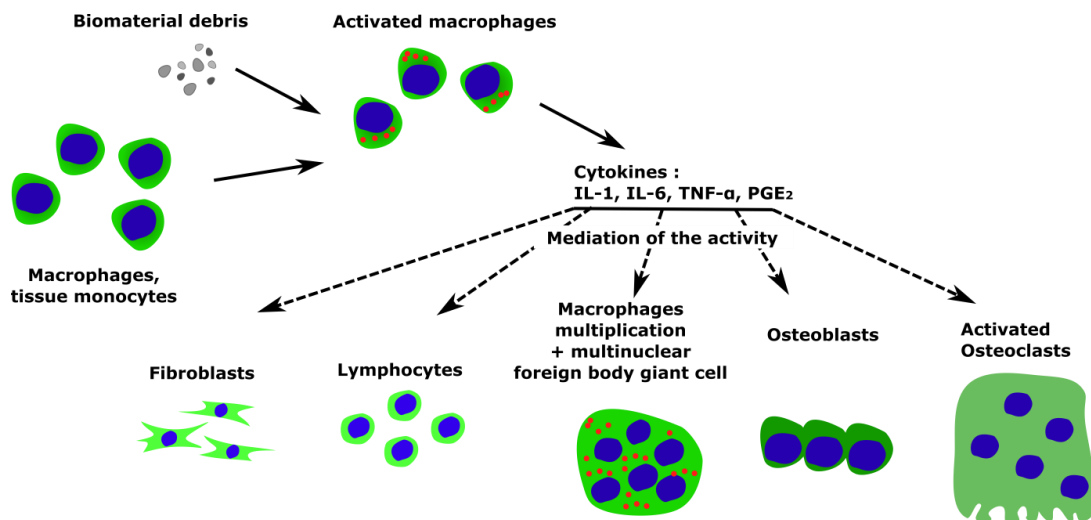 Biomaterial debris
Activated macrophages
Macrophages,
tissue monocytes
Cytokines :
IL-1, IL-6, TNF-α, PGE₂
Mediation of the activity
Fibroblasts
Lymphocytes
Macrophages
multiplication
+ multinuclear
foreign body giant cell
Osteoblasts
Activated
Osteoclasts